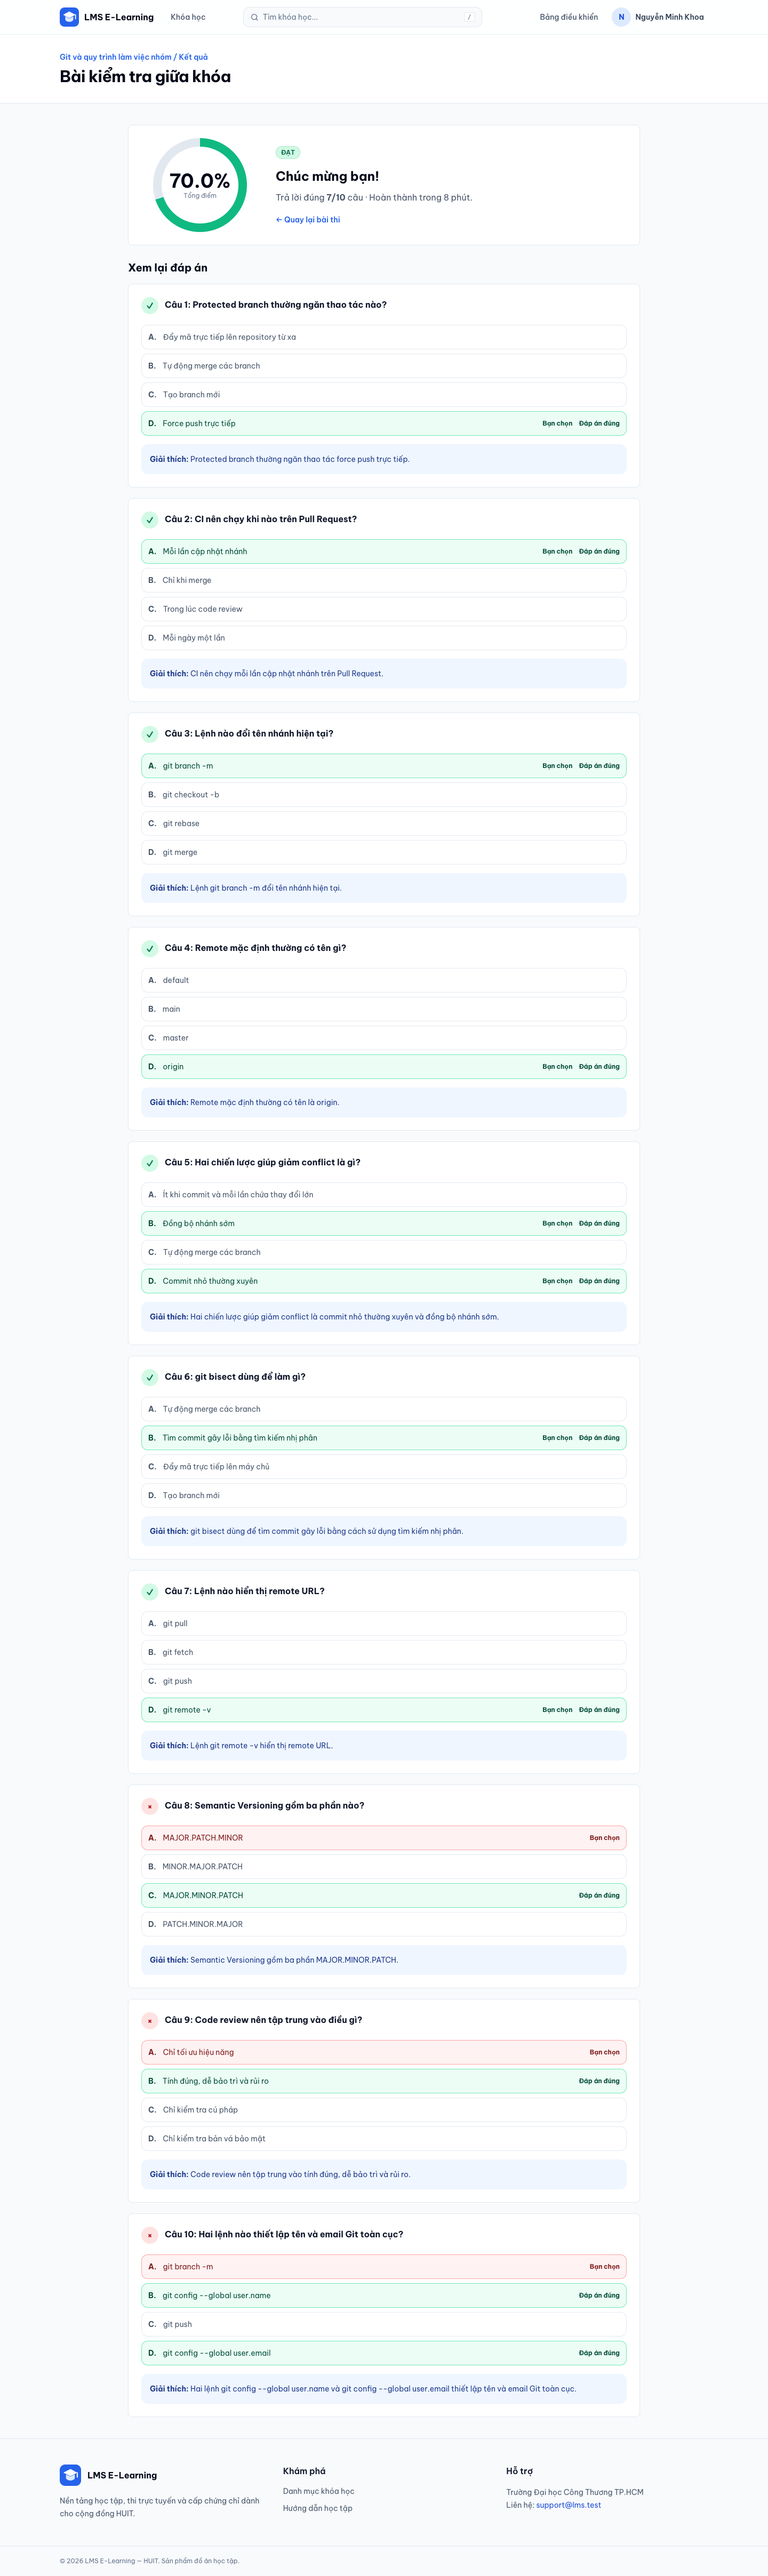 LMS E-Learning
Khóa học
Tìm khóa học...
/
Bảng điều khiển
N
Nguyễn Minh Khoa
Git và quy trình làm việc nhóm / Kết quả
Bài kiểm tra giữa khóa
70.0%
Tổng điểm
ĐẠT
Chúc mừng bạn!
Trả lời đúng 7/10 câu · Hoàn thành trong 8 phút.
← Quay lại bài thi
Xem lại đáp án
Câu 1: Protected branch thường ngăn thao tác nào?
A. Đẩy mã trực tiếp lên repository từ xa
B. Tự động merge các branch
C. Tạo branch mới
D. Force push trực tiếp Bạn chọn Đáp án đúng
Giải thích: Protected branch thường ngăn thao tác force push trực tiếp.
Câu 2: CI nên chạy khi nào trên Pull Request?
A. Mỗi lần cập nhật nhánh Bạn chọn Đáp án đúng
B. Chỉ khi merge
C. Trong lúc code review
D. Mỗi ngày một lần
Giải thích: CI nên chạy mỗi lần cập nhật nhánh trên Pull Request.
Câu 3: Lệnh nào đổi tên nhánh hiện tại?
A. git branch -m Bạn chọn Đáp án đúng
B. git checkout -b
C. git rebase
D. git merge
Giải thích: Lệnh git branch -m đổi tên nhánh hiện tại.
Câu 4: Remote mặc định thường có tên gì?
A. default
B. main
C. master
D. origin Bạn chọn Đáp án đúng
Giải thích: Remote mặc định thường có tên là origin.
Câu 5: Hai chiến lược giúp giảm conflict là gì?
A. Ít khi commit và mỗi lần chứa thay đổi lớn
B. Đồng bộ nhánh sớm Bạn chọn Đáp án đúng
C. Tự động merge các branch
D. Commit nhỏ thường xuyên Bạn chọn Đáp án đúng
Giải thích: Hai chiến lược giúp giảm conflict là commit nhỏ thường xuyên và đồng bộ nhánh sớm.
Câu 6: git bisect dùng để làm gì?
A. Tự động merge các branch
B. Tìm commit gây lỗi bằng tìm kiếm nhị phân Bạn chọn Đáp án đúng
C. Đẩy mã trực tiếp lên máy chủ
D. Tạo branch mới
Giải thích: git bisect dùng để tìm commit gây lỗi bằng cách sử dụng tìm kiếm nhị phân.
Câu 7: Lệnh nào hiển thị remote URL?
A. git pull
B. git fetch
C. git push
D. git remote -v Bạn chọn Đáp án đúng
Giải thích: Lệnh git remote -v hiển thị remote URL.
Câu 8: Semantic Versioning gồm ba phần nào?
A. MAJOR.PATCH.MINOR Bạn chọn
B. MINOR.MAJOR.PATCH
C. MAJOR.MINOR.PATCH Đáp án đúng
D. PATCH.MINOR.MAJOR
Giải thích: Semantic Versioning gồm ba phần MAJOR.MINOR.PATCH.
Câu 9: Code review nên tập trung vào điều gì?
A. Chỉ tối ưu hiệu năng Bạn chọn
B. Tính đúng, dễ bảo trì và rủi ro Đáp án đúng
C. Chỉ kiểm tra cú pháp
D. Chỉ kiểm tra bản vá bảo mật
Giải thích: Code review nên tập trung vào tính đúng, dễ bảo trì và rủi ro.
Câu 10: Hai lệnh nào thiết lập tên và email Git toàn cục?
A. git branch -m Bạn chọn
B. git config --global user.name Đáp án đúng
C. git push
D. git config --global user.email Đáp án đúng
Giải thích: Hai lệnh git config --global user.name và git config --global user.email thiết lập tên và email Git toàn cục.
LMS E-Learning
Nền tảng học tập, thi trực tuyến và cấp chứng chỉ dành
cho cộng đồng HUIT.
Khám phá
Danh mục khóa học
Hướng dẫn học tập
Hỗ trợ
Trường Đại học Công Thương TP.HCM
Liên hệ: support@lms.test
© 2026 LMS E-Learning — HUIT. Sản phẩm đồ án học tập.